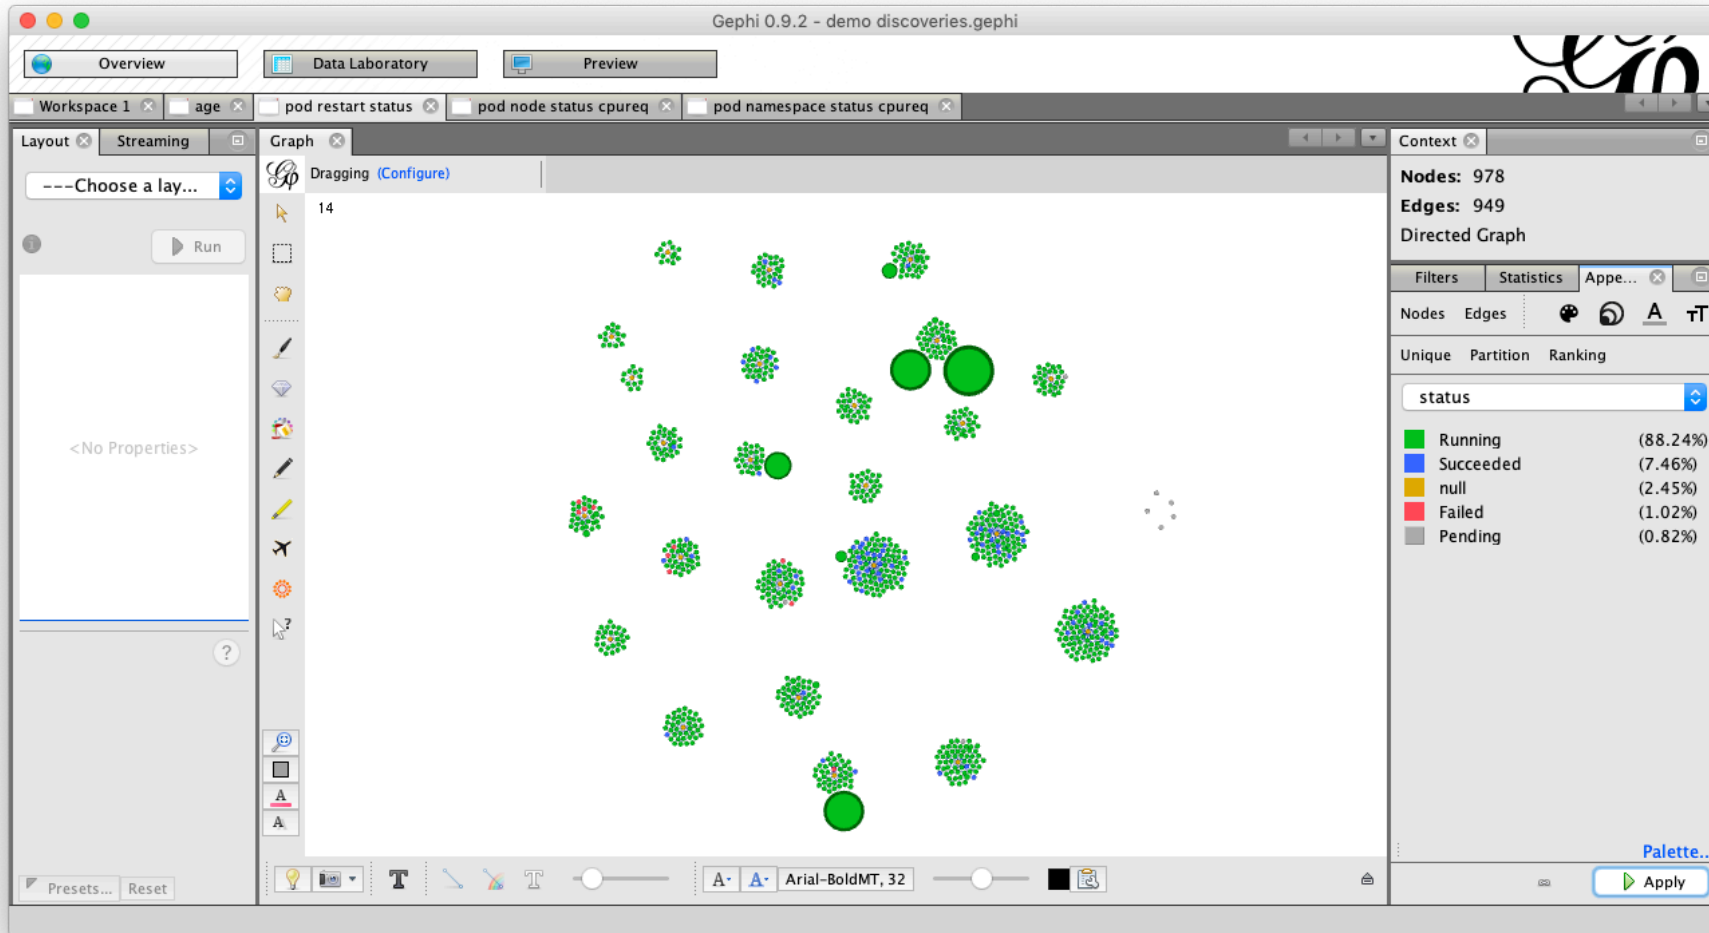 Gephi 0.9.2 - demo discoveries.gephi
Overview
Data Laboratory
Preview
Workspace 1
age
pod restart status
pod node status cpureq
pod namespace status cpureq
Layout
Streaming
Graph
Context
---Choose a lay...
Dragging (Configure)
Nodes: 978
Edges: 949
Directed Graph
14
Run
Filters
Statistics
Appe...
Nodes Edges
A
TT
Unique Partition Ranking
status
<No Properties>
Running (88.24%)
Succeeded (7.46%)
null (2.45%)
Failed (1.02%)
Pending (0.82%)
?
?
A
A
Palette..
Presets... Reset
T
T
A
A
Arial-BoldMT, 32
Apply